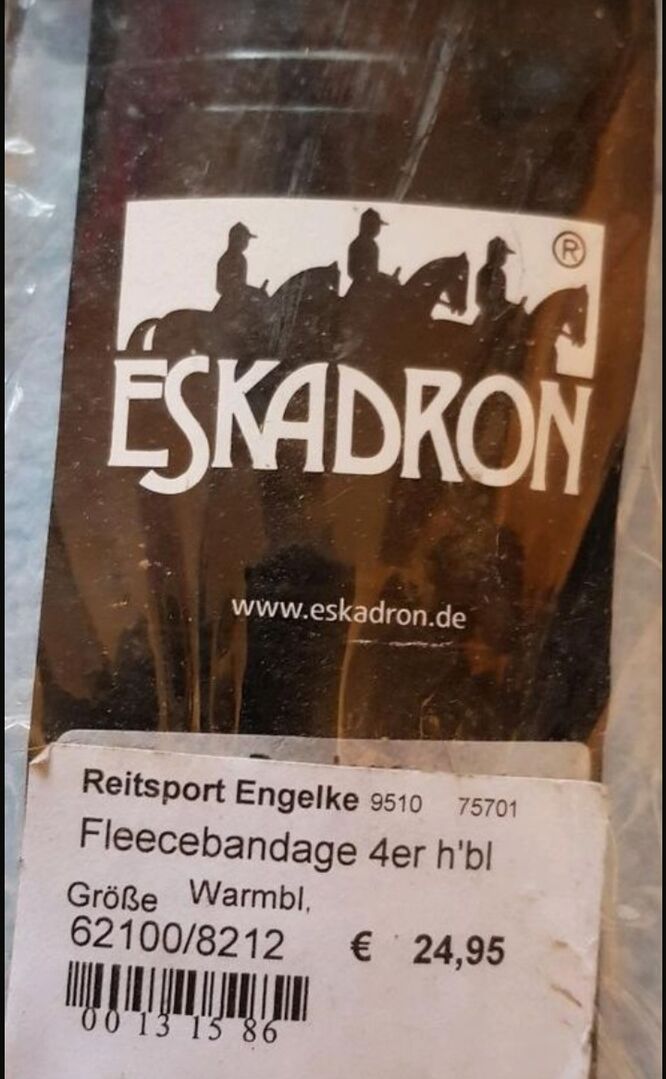 ®
ESKADRON
www.eskadron.de
Reitsport Engelke 9510 75701
Fleecebandage 4er h'bl
Größe Warmbl,
62100/8212 € 24,95
00 13 15 86